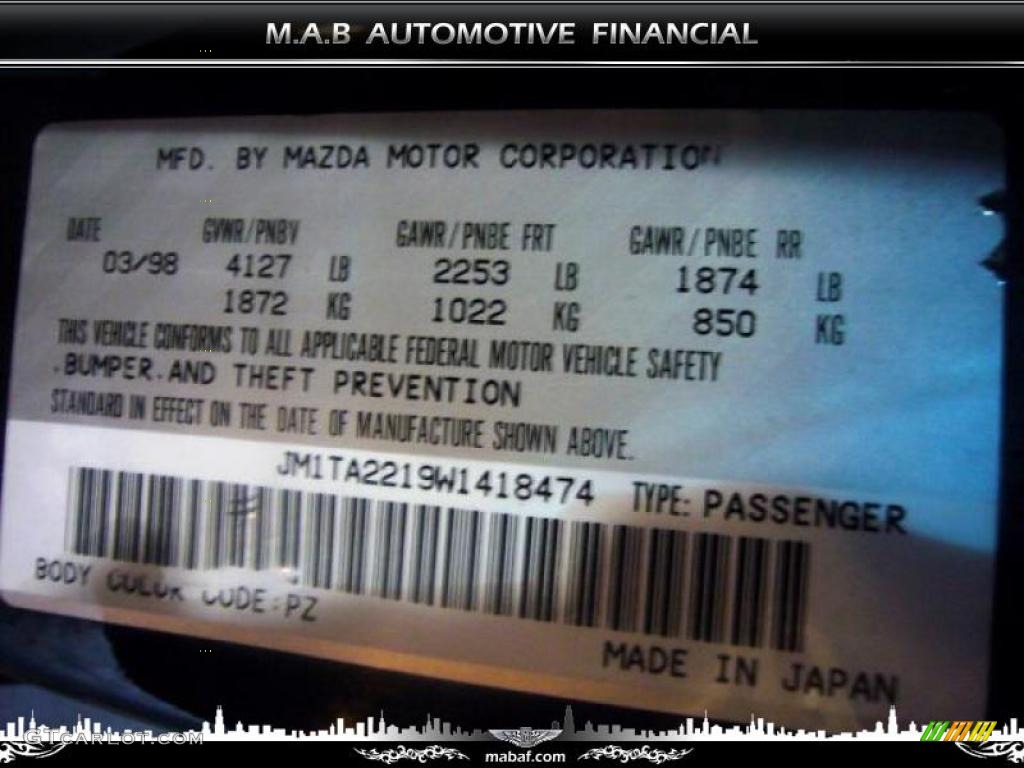 M.A.B AUTOMOTIVE FINANCIAL
MFD. BY MAZDA MOTOR CORPORATION
DATE GVWR/PNBV GAWR/PNBE FRT GAWR/PNBE RR
03/98 4127 LB 2253 LB 1874 LB
1872 KG 1022 KG 850 KG
THIS VEHICLE CONFORMS TO ALL APPLICABLE FEDERAL MOTOR VEHICLE SAFETY
.BUMPER.AND THEFT PREVENTION
STANDARD IN EFFECT ON THE DATE OF MANUFACTURE SHOWN ABOVE.
JM1TA2219W1418474 TYPE: PASSENGER
BODY COLOR CODE:PZ
MADE IN JAPAN
GTCARLOT.COM
mabaf.com